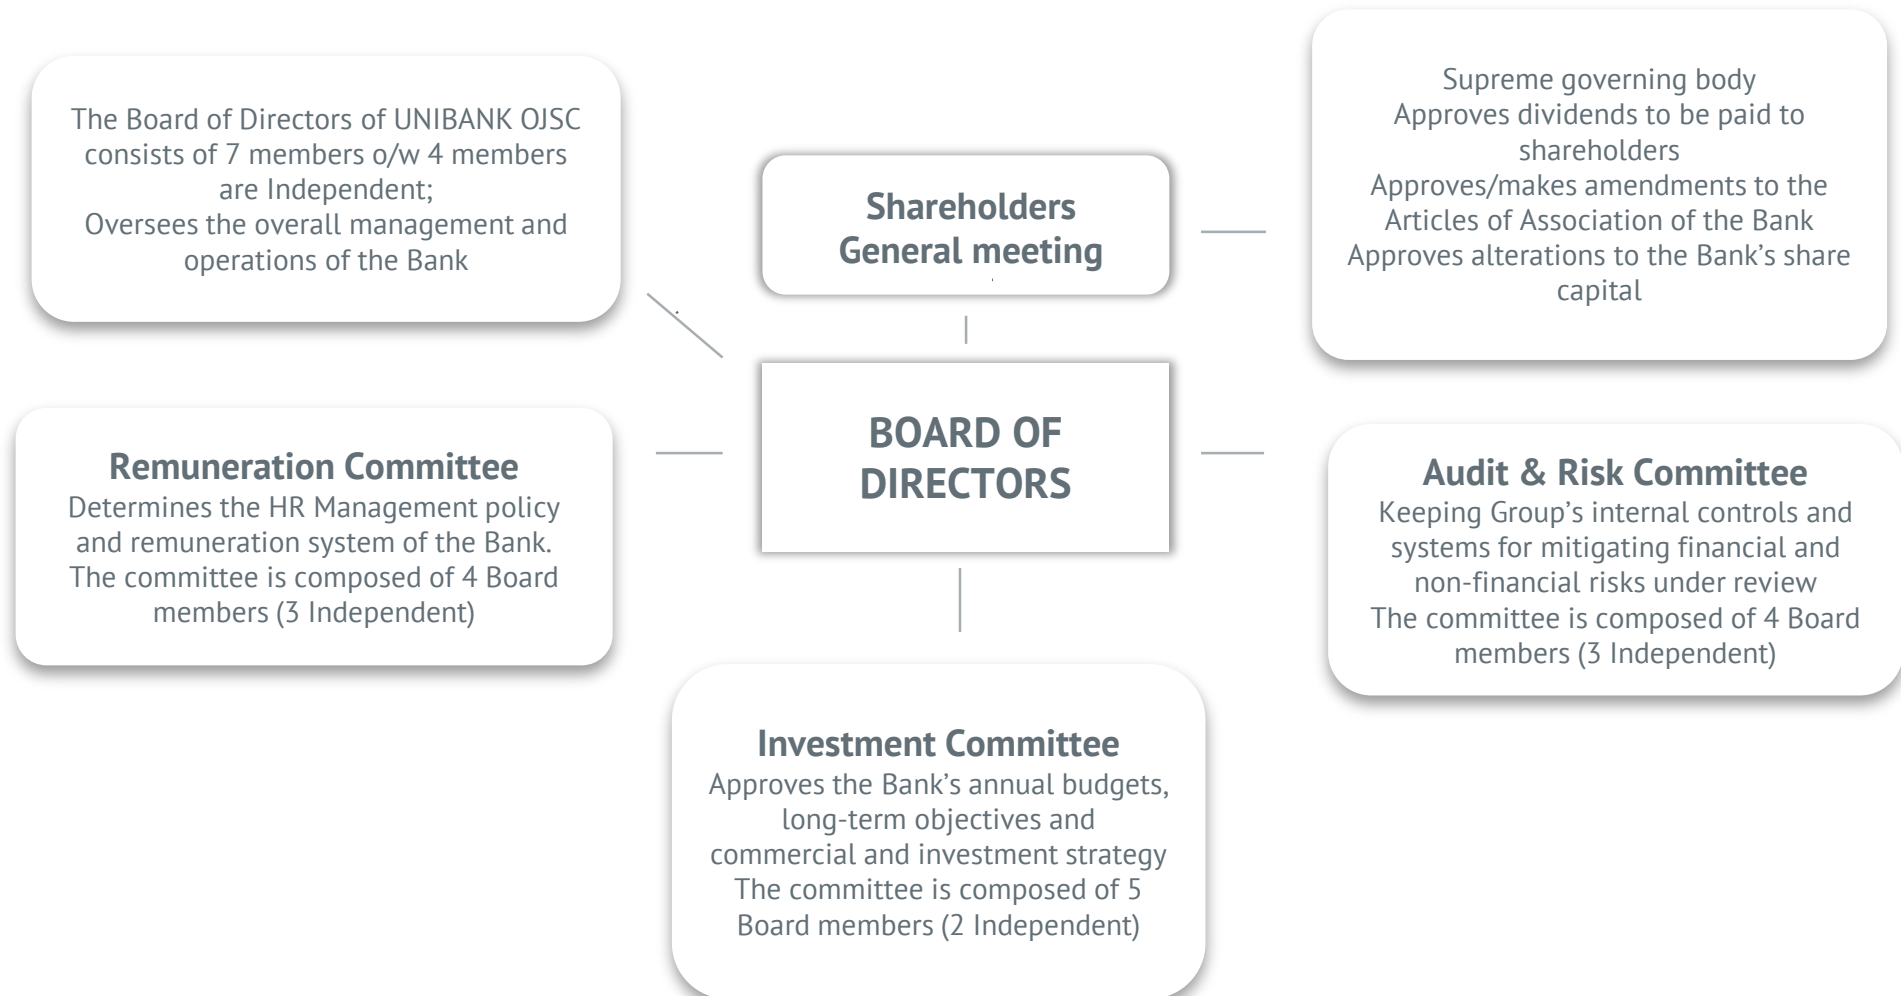 The Board of Directors of UNIBANK OJSC
consists of 7 members o/w 4 members
are Independent;
Oversees the overall management and
operations of the Bank
Shareholders
General meeting
Supreme governing body
Approves dividends to be paid to
shareholders
Approves/makes amendments to the
Articles of Association of the Bank
Approves alterations to the Bank’s share
capital
BOARD OF
DIRECTORS
Remuneration Committee
Determines the HR Management policy
and remuneration system of the Bank.
The committee is composed of 4 Board
members (3 Independent)
Audit & Risk Committee
Keeping Group’s internal controls and
systems for mitigating financial and
non-financial risks under review
The committee is composed of 4 Board
members (3 Independent)
Investment Committee
Approves the Bank’s annual budgets,
long-term objectives and
commercial and investment strategy
The committee is composed of 5
Board members (2 Independent)